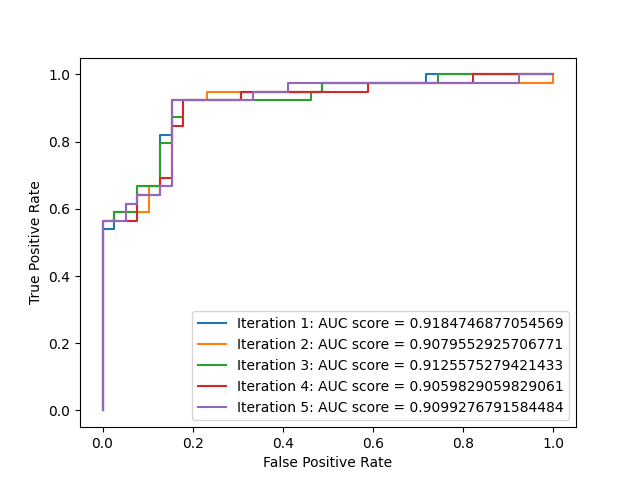 1.0
0.8
0.6
0.4
0.2
0.0
True Positive Rate
Iteration 1: AUC score = 0.9184746877054569
Iteration 2: AUC score = 0.9079552925706771
Iteration 3: AUC score = 0.9125575279421433
Iteration 4: AUC score = 0.9059829059829061
Iteration 5: AUC score = 0.9099276791584484
0.0 0.2 0.4 0.6 0.8 1.0
False Positive Rate